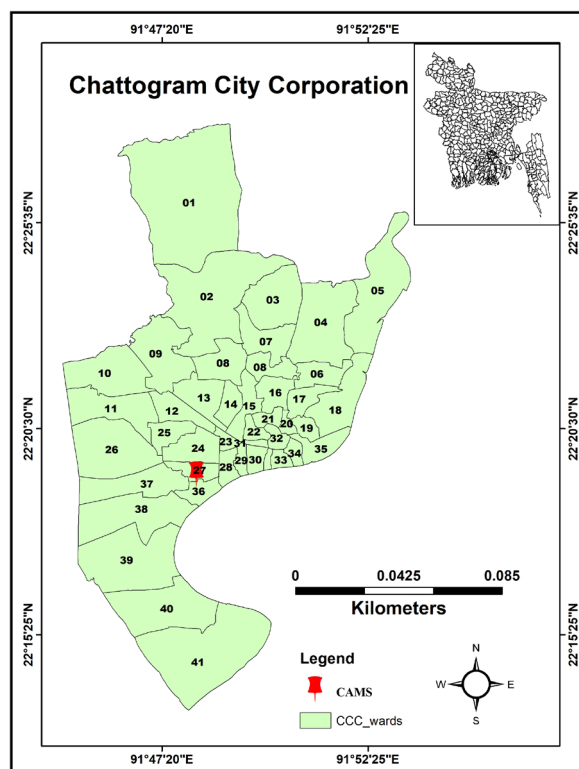 91°47'20"E 91°52'25"E
Chattogram City Corporation
01
22°25'35"N 22°25'35"N
05
02 03
04
07
09 08 08
10 06
13 16
11 12 14 15 17 18
22°20'30"N 22°20'30"N
21 20 19
25 23 31 22 32
26 24 35
27 28 29 30 33 34
37 36
38
39
0 0.0425 0.085
Kilometers
40
22°15'25"N 22°15'25"N
41
Legend
CAMS
CCC_wards
N
W E
S
91°47'20"E 91°52'25"E